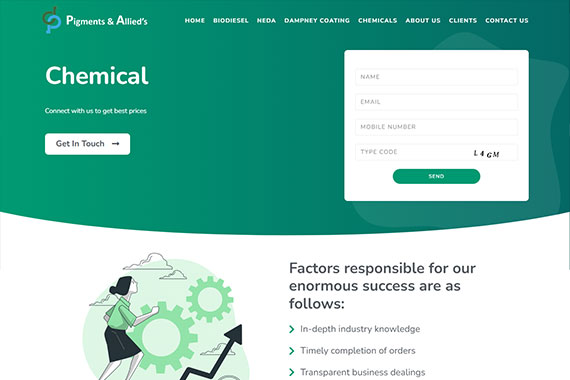 Pigments & Allied's
HOME BIODIESEL NEDA DAMPNEY COATING CHEMICALS ABOUT US CLIENTS CONTACT US
Chemical
Connect with us to get best prices
Get In Touch
NAME
EMAIL
MOBILE NUMBER
TYPE CODE L4GM
SEND
Factors responsible for our
enormous success are as
follows:
In-depth industry knowledge
Timely completion of orders
Transparent business dealings